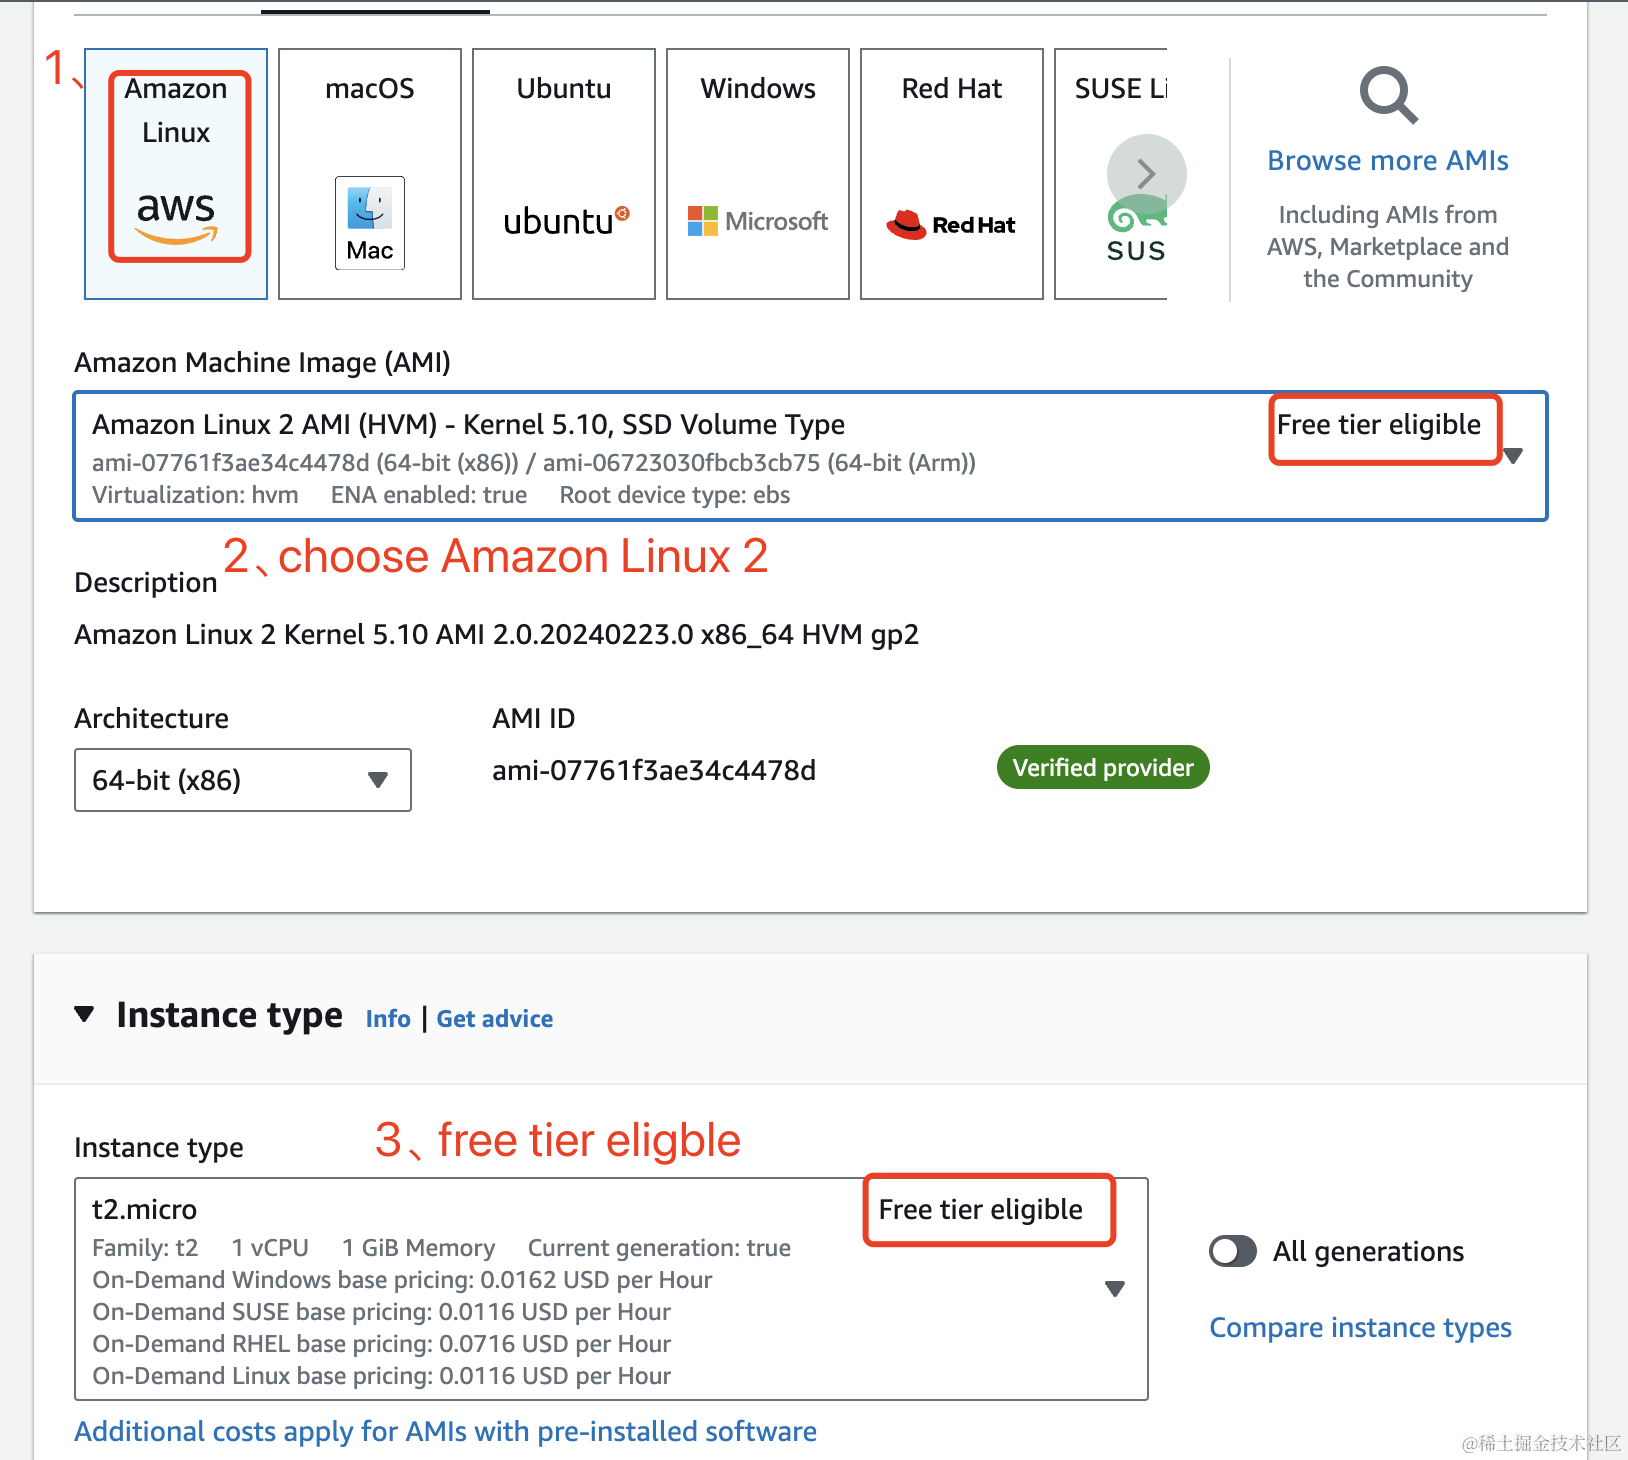 1、
Amazon
Linux
aws
macOS
Mac
Ubuntu
ubuntu
Windows
Microsoft
Red Hat
Red Hat
SUSE Li
SUS
Browse more AMIs
Including AMIs from
AWS, Marketplace and
the Community
Amazon Machine Image (AMI)
Amazon Linux 2 AMI (HVM) - Kernel 5.10, SSD Volume Type
Free tier eligible
ami-07761f3ae34c4478d (64-bit (x86)) / ami-06723030fbcb3cb75 (64-bit (Arm))
Virtualization: hvm ENA enabled: true Root device type: ebs
2、choose Amazon Linux 2
Description
Amazon Linux 2 Kernel 5.10 AMI 2.0.20240223.0 x86_64 HVM gp2
Architecture
AMI ID
64-bit (x86)
ami-07761f3ae34c4478d
Verified provider
Instance type Info | Get advice
3、free tier eligble
Instance type
t2.micro
Free tier eligible
Family: t2 1 vCPU 1 GiB Memory Current generation: true
On-Demand Windows base pricing: 0.0162 USD per Hour
On-Demand SUSE base pricing: 0.0116 USD per Hour
On-Demand RHEL base pricing: 0.0716 USD per Hour
On-Demand Linux base pricing: 0.0116 USD per Hour
All generations
Compare instance types
Additional costs apply for AMIs with pre-installed software
@稀土掘金技术社区